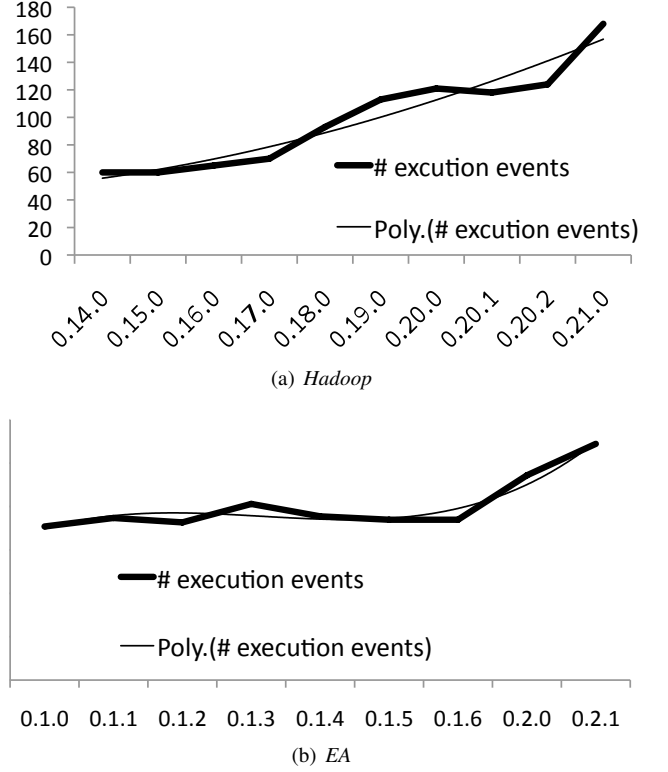 180
160
140
120
100
80
60
40
20
0
# excution events
Poly.(# excution events)
0.14.0
0.15.0
0.16.0
0.17.0
0.18.0
0.19.0
0.20.0
0.20.1
0.20.2
0.21.0
(a) Hadoop
# execution events
Poly.(# execution events)
0.1.0 0.1.1 0.1.2 0.1.3 0.1.4 0.1.5 0.1.6 0.2.0 0.2.1
(b) EA